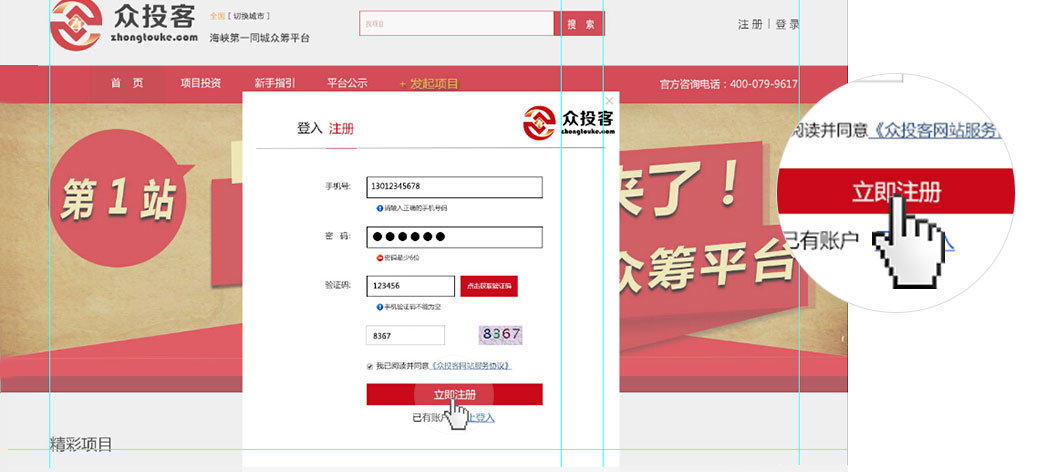 众投客
zhongtouke.com
全国 [ 切换城市 ]
海峡第一同城众筹平台
找项目
搜 索
注 册 | 登 录
首 页 项目投资 新手指引 平台公示 + 发起项目 官方咨询电话：400-079-9617
第1站
来了！
众筹平台
登入 注册
众投客
zhongtouke.com
手机号: 13012345678
请输入正确的手机号码
密 码: ●●●●●●
密码最少6位
验证码: 123456 点击获取验证码
手机验证码不能为空
8367 8367
我已阅读并同意《众投客网站服务协议》
立即注册
已有账户 上登入
精彩项目
阅读并同意《众投客网站服务
立即注册
已有账户 入